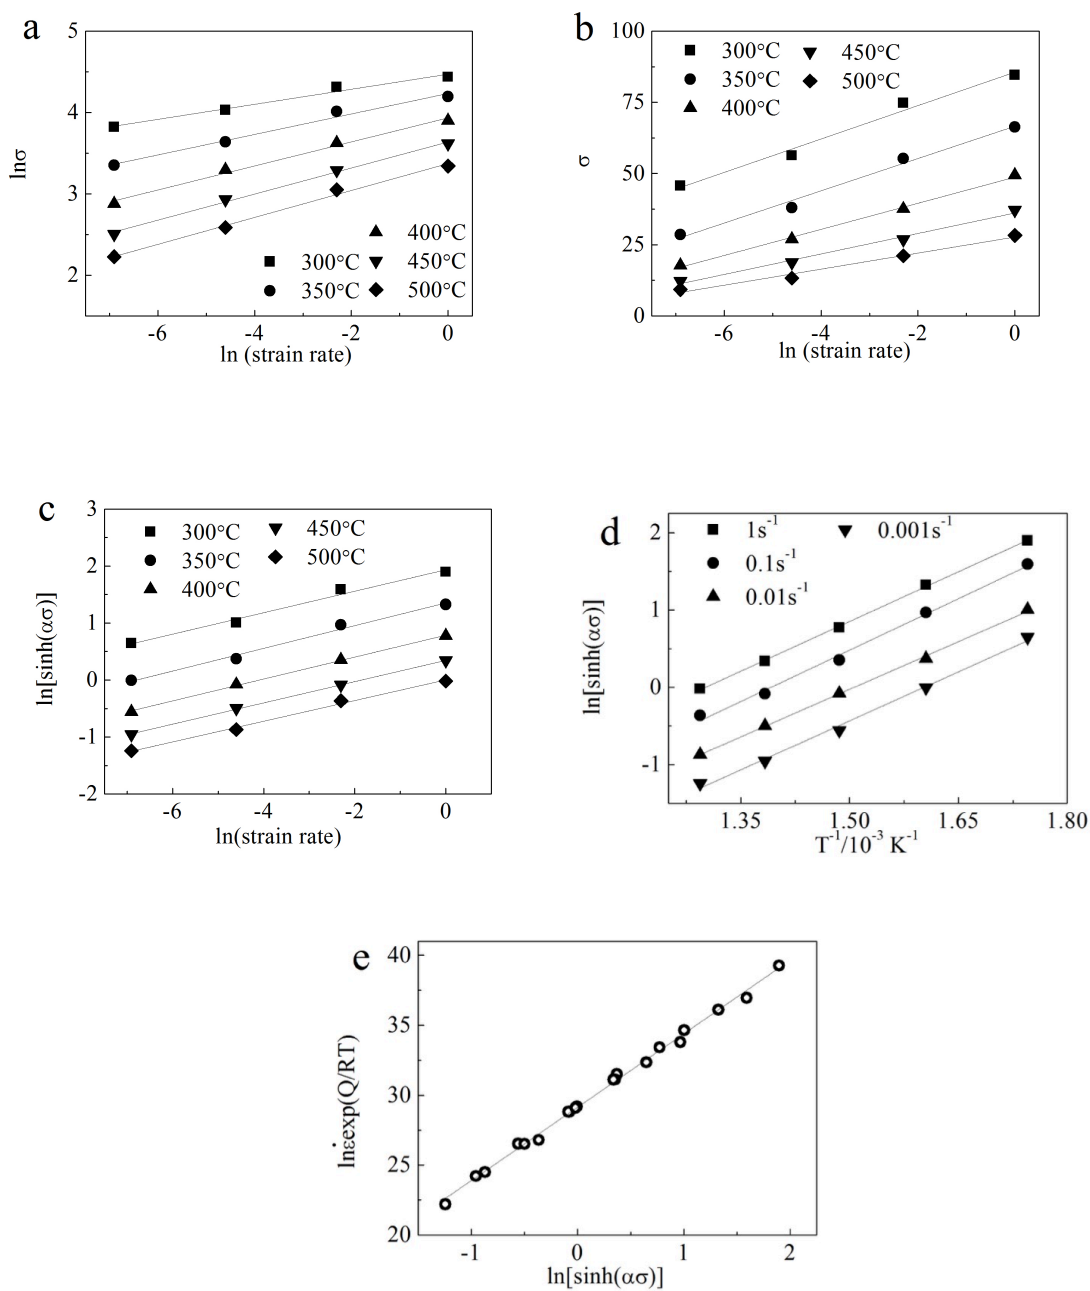 a
5
4
3
2
lnσ
-6
-4
-2
0
ln (strain rate)
300°C
350°C
400°C
450°C
500°C
b
100
75
50
25
0
σ
-6
-4
-2
0
ln (strain rate)
300°C
350°C
400°C
450°C
500°C
c
3
2
1
0
-1
-2
ln[sinh(ασ)]
-6
-4
-2
0
ln(strain rate)
300°C
350°C
400°C
450°C
500°C
d
2
1
0
-1
ln[sinh(ασ)]
1.35
1.50
1.65
1.80
T⁻¹/10⁻³ K⁻¹
1s⁻¹
0.1s⁻¹
0.01s⁻¹
0.001s⁻¹
e
40
35
30
25
20
lnε̇exp(Q/RT)
-1
0
1
2
ln[sinh(ασ)]